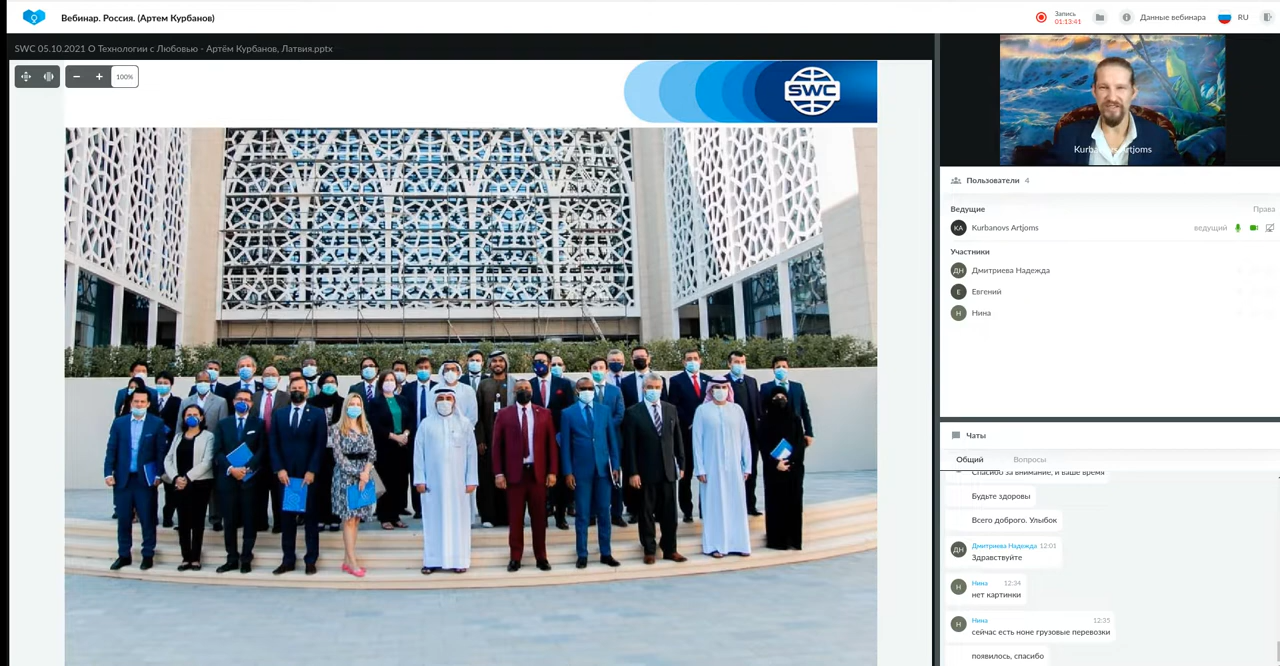 Вебинар. Россия. (Артем Курбанов)
Запись
01:13:41
Данные вебинара
RU
SWC 05.10.2021 О Технологии с Любовью - Артём Курбанов, Латвия.pptx
100%
SWC
Kurbanovs Artjoms
Пользователи 4
Ведущие
Права
KA
Kurbanovs Artjoms
ведущий
Участники
ДН
Дмитриева Надежда
Е
Евгений
Н
Нина
Чаты
Общий
Вопросы
Спасибо за внимание, и ваше время
Будьте здоровы
Всего доброго. Улыбок
ДН
Дмитриева Надежда 12:01
Здравствуйте
Н
Нина 12:34
нет картинки
Н
Нина 12:35
сейчас есть ноне грузовые перевозки
появилось, спасибо